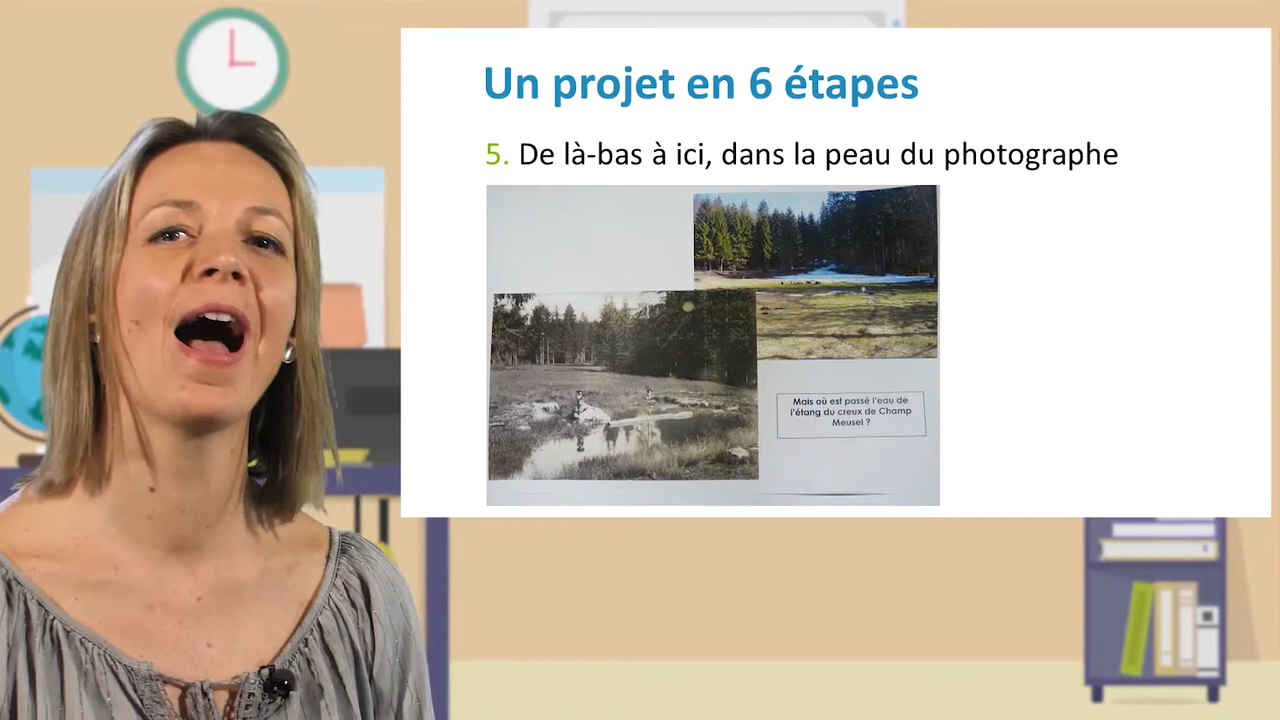 Un projet en 6 étapes
5. De là-bas à ici, dans la peau du photographe
Mais où est passé l'eau de
l'étang du creux de Champ
Meusel ?